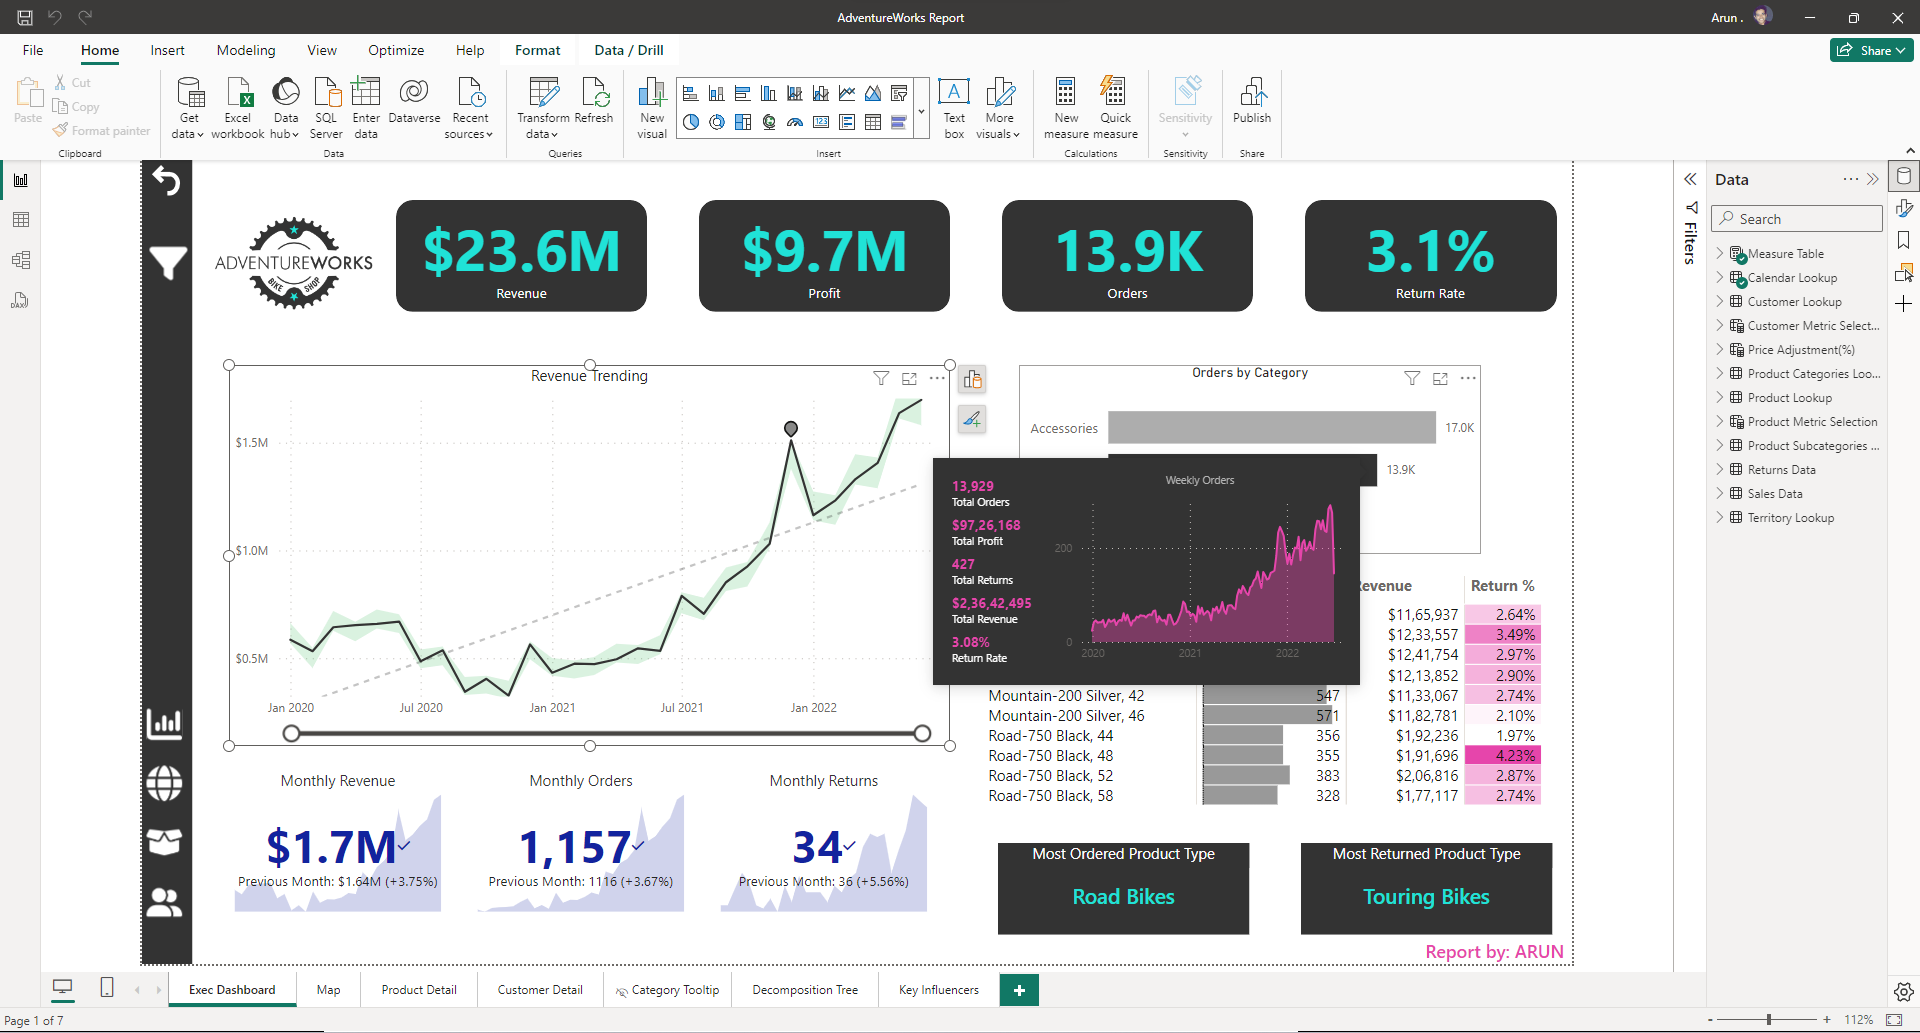 AdventureWorks Report
Arun .
File
Home
Insert
Modeling
View
Optimize
Help
Format
Data / Drill
Share
Paste
Cut
Copy
Format painter
Clipboard
Get data
Excel workbook
Data hub
SQL Server
Enter data
Dataverse
Recent sources
Data
Transform data
Refresh
Queries
New visual
Text box
More visuals
Insert
New measure
Quick measure
Calculations
Sensitivity
Sensitivity
Publish
Share
ADVENTUREWORKS
BIKE SHOP
$23.6M
Revenue
$9.7M
Profit
13.9K
Orders
3.1%
Return Rate
Revenue Trending
$1.5M
$1.0M
$0.5M
Jan 2020
Jul 2020
Jan 2021
Jul 2021
Jan 2022
Orders by Category
Accessories
17.0K
13.9K
13,929
Total Orders
$97,26,168
Total Profit
427
Total Returns
$2,36,42,495
Total Revenue
3.08%
Return Rate
Weekly Orders
200
0
2020
2021
2022
Revenue Return %
$11,65,937 2.64%
$12,33,557 3.49%
$12,41,754 2.97%
$12,13,852 2.90%
Mountain-200 Silver, 42 547 $11,33,067 2.74%
Mountain-200 Silver, 46 571 $11,82,781 2.10%
Road-750 Black, 44 356 $1,92,236 1.97%
Road-750 Black, 48 355 $1,91,696 4.23%
Road-750 Black, 52 383 $2,06,816 2.87%
Road-750 Black, 58 328 $1,77,117 2.74%
Monthly Revenue
$1.7M
Previous Month: $1.64M (+3.75%)
Monthly Orders
1,157
Previous Month: 1116 (+3.67%)
Monthly Returns
34
Previous Month: 36 (+5.56%)
Most Ordered Product Type
Road Bikes
Most Returned Product Type
Touring Bikes
Report by: ARUN
Filters
Data
Search
Measure Table
Calendar Lookup
Customer Lookup
Customer Metric Select...
Price Adjustment(%)
Product Categories Loo...
Product Lookup
Product Metric Selection
Product Subcategories ...
Returns Data
Sales Data
Territory Lookup
Exec Dashboard
Map
Product Detail
Customer Detail
Category Tooltip
Decomposition Tree
Key Influencers
Page 1 of 7
112%